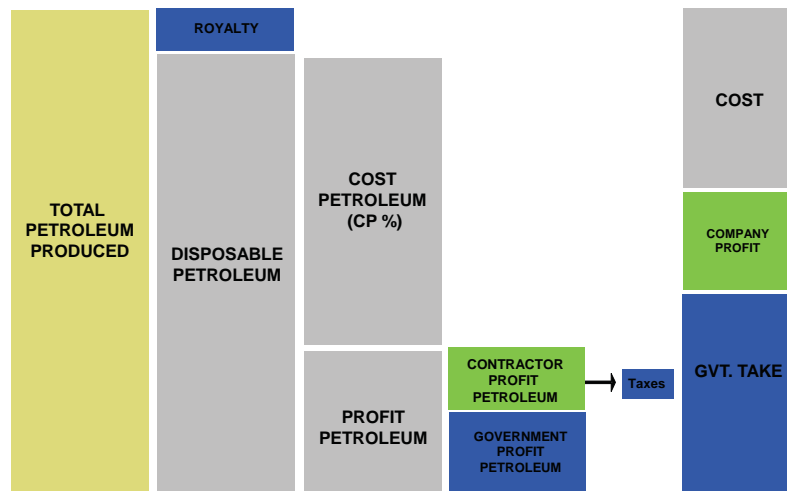 TOTAL
PETROLEUM
PRODUCED
ROYALTY
DISPOSABLE
PETROLEUM
COST
PETROLEUM
(CP %)
PROFIT
PETROLEUM
CONTRACTOR
PROFIT
PETROLEUM
GOVERNMENT
PROFIT
PETROLEUM
Taxes
COST
COMPANY
PROFIT
GVT. TAKE